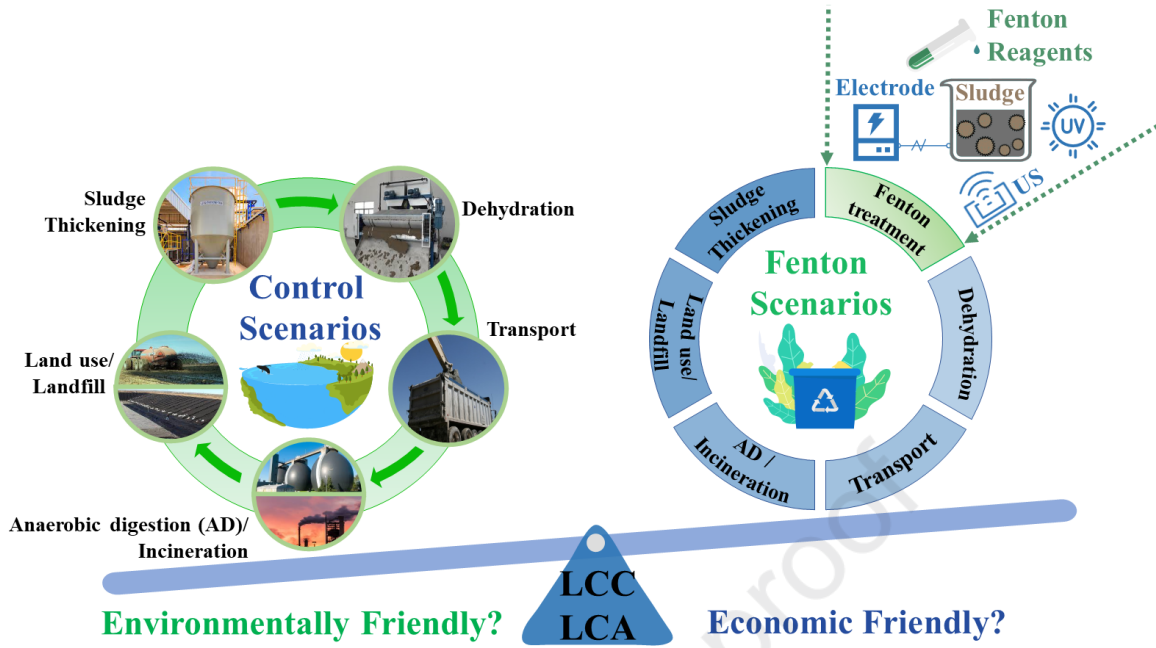 Sludge
Thickening
Dehydration
Transport
Anaerobic digestion (AD)/
Incineration
Land use/
Landfill
Control
Scenarios
Fenton
Reagents
Electrode
Sludge
UV
US
Sludge
Thickening
Fenton
treatment
Dehydration
Transport
AD /
Incineration
Land use/
Landfill
Fenton
Scenarios
LCC
LCA
Environmentally Friendly?
Economic Friendly?
proof